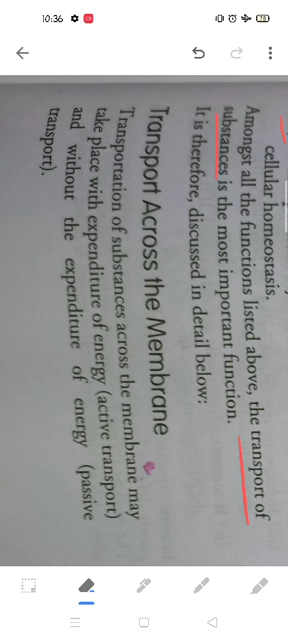 10:36
78
cellular homeostasis.
Amongst all the functions listed above, the transport of
substances is the most important function.
It is therefore, discussed in detail below:
Transport Across the Membrane
Transportation of substances across the membrane may
take place with expenditure of energy (active transport)
and without the expenditure of energy (passive
transport).